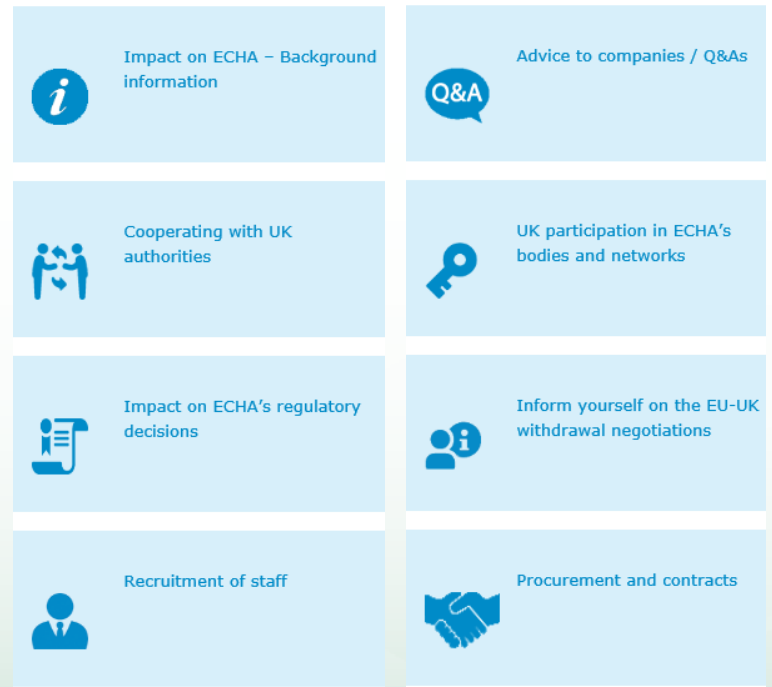 Impact on ECHA – Background
information
i
Advice to companies / Q&As
Q&A
Cooperating with UK
authorities
UK participation in ECHA’s
bodies and networks
Impact on ECHA’s regulatory
decisions
Inform yourself on the EU-UK
withdrawal negotiations
i
Recruitment of staff
Procurement and contracts